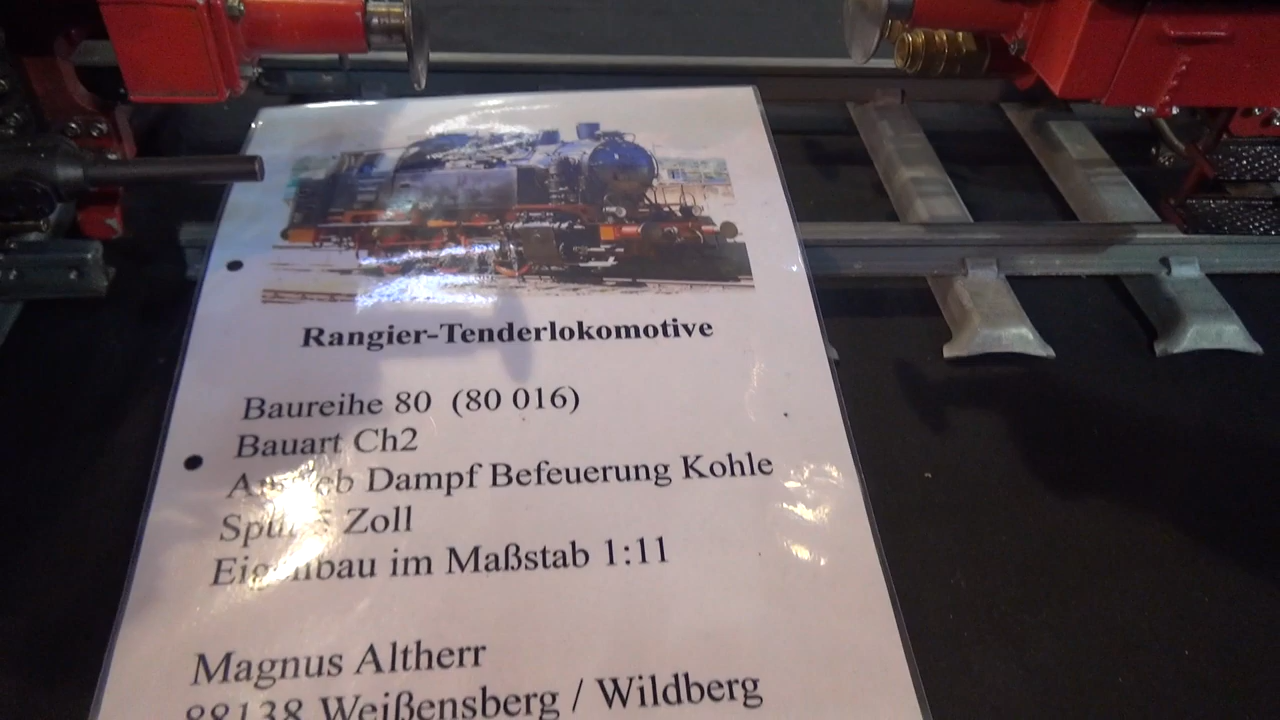 Rangier-Tenderlokomotive
Baureihe 80 (80 016)
Bauart Ch2
Dampf Befeuerung Kohle
Zoll
Eigenbau im Maßstab 1:11
Magnus Altherr
88138 Weißensberg / Wildberg